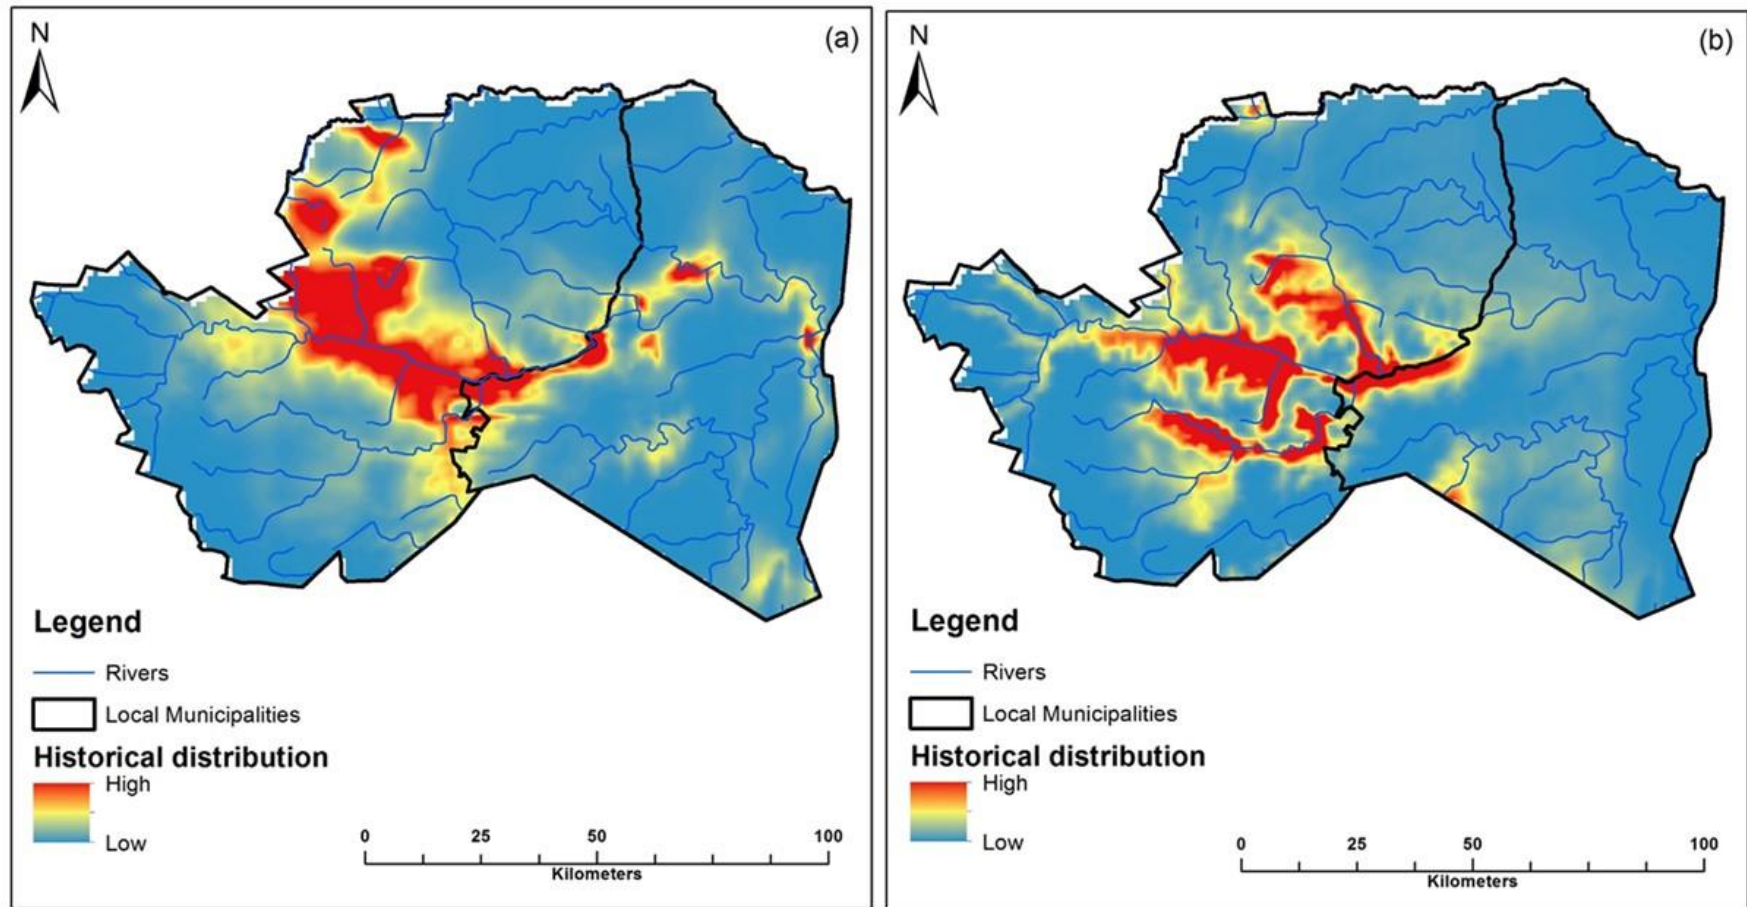 N
(a)
Legend
Rivers
Local Municipalities
Historical distribution
High
Low
0 25 50 100
Kilometers
N
(b)
Legend
Rivers
Local Municipalities
Historical distribution
High
Low
0 25 50 100
Kilometers